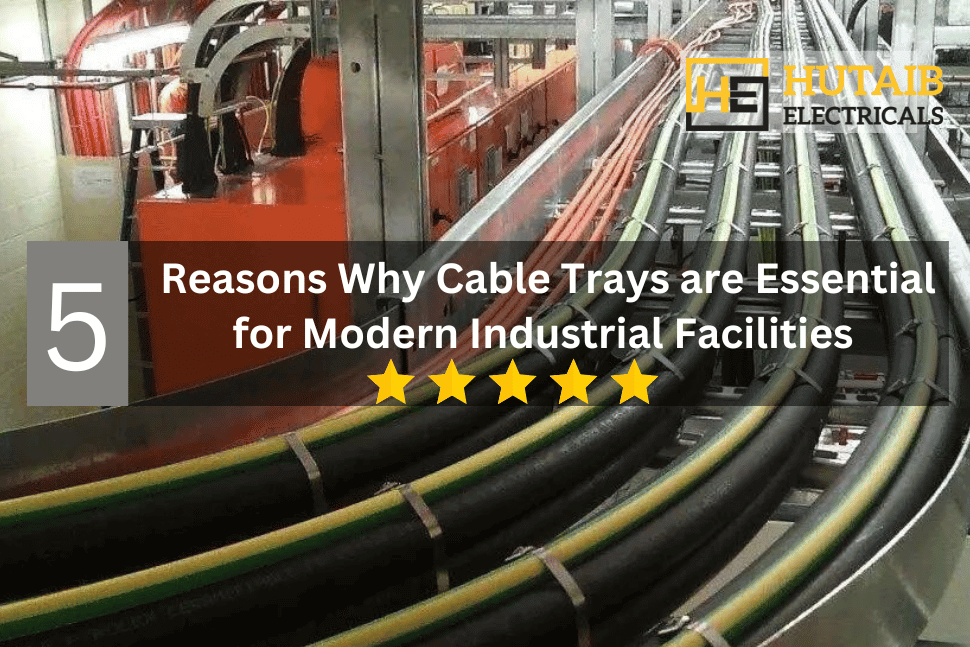 HE HUTAIB
ELECTRICALS
5
Reasons Why Cable Trays are Essential
for Modern Industrial Facilities